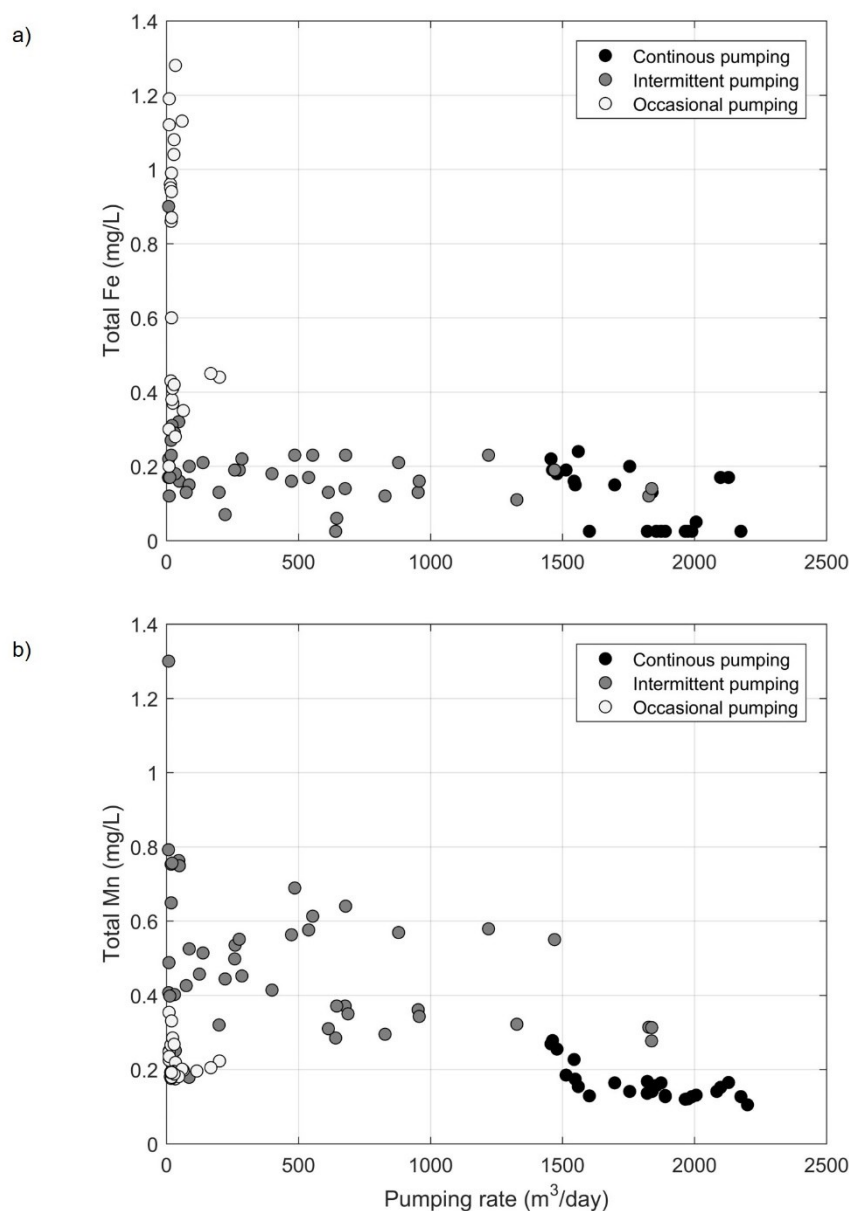 a)
1.4
1.2
1
0.8
0.6
0.4
0.2
0
Total Fe (mg/L)
Continous pumping
Intermittent pumping
Occasional pumping
0 500 1000 1500 2000 2500
b)
1.4
1.2
1
0.8
0.6
0.4
0.2
0
Total Mn (mg/L)
Continous pumping
Intermittent pumping
Occasional pumping
0 500 1000 1500 2000 2500
Pumping rate (m³/day)